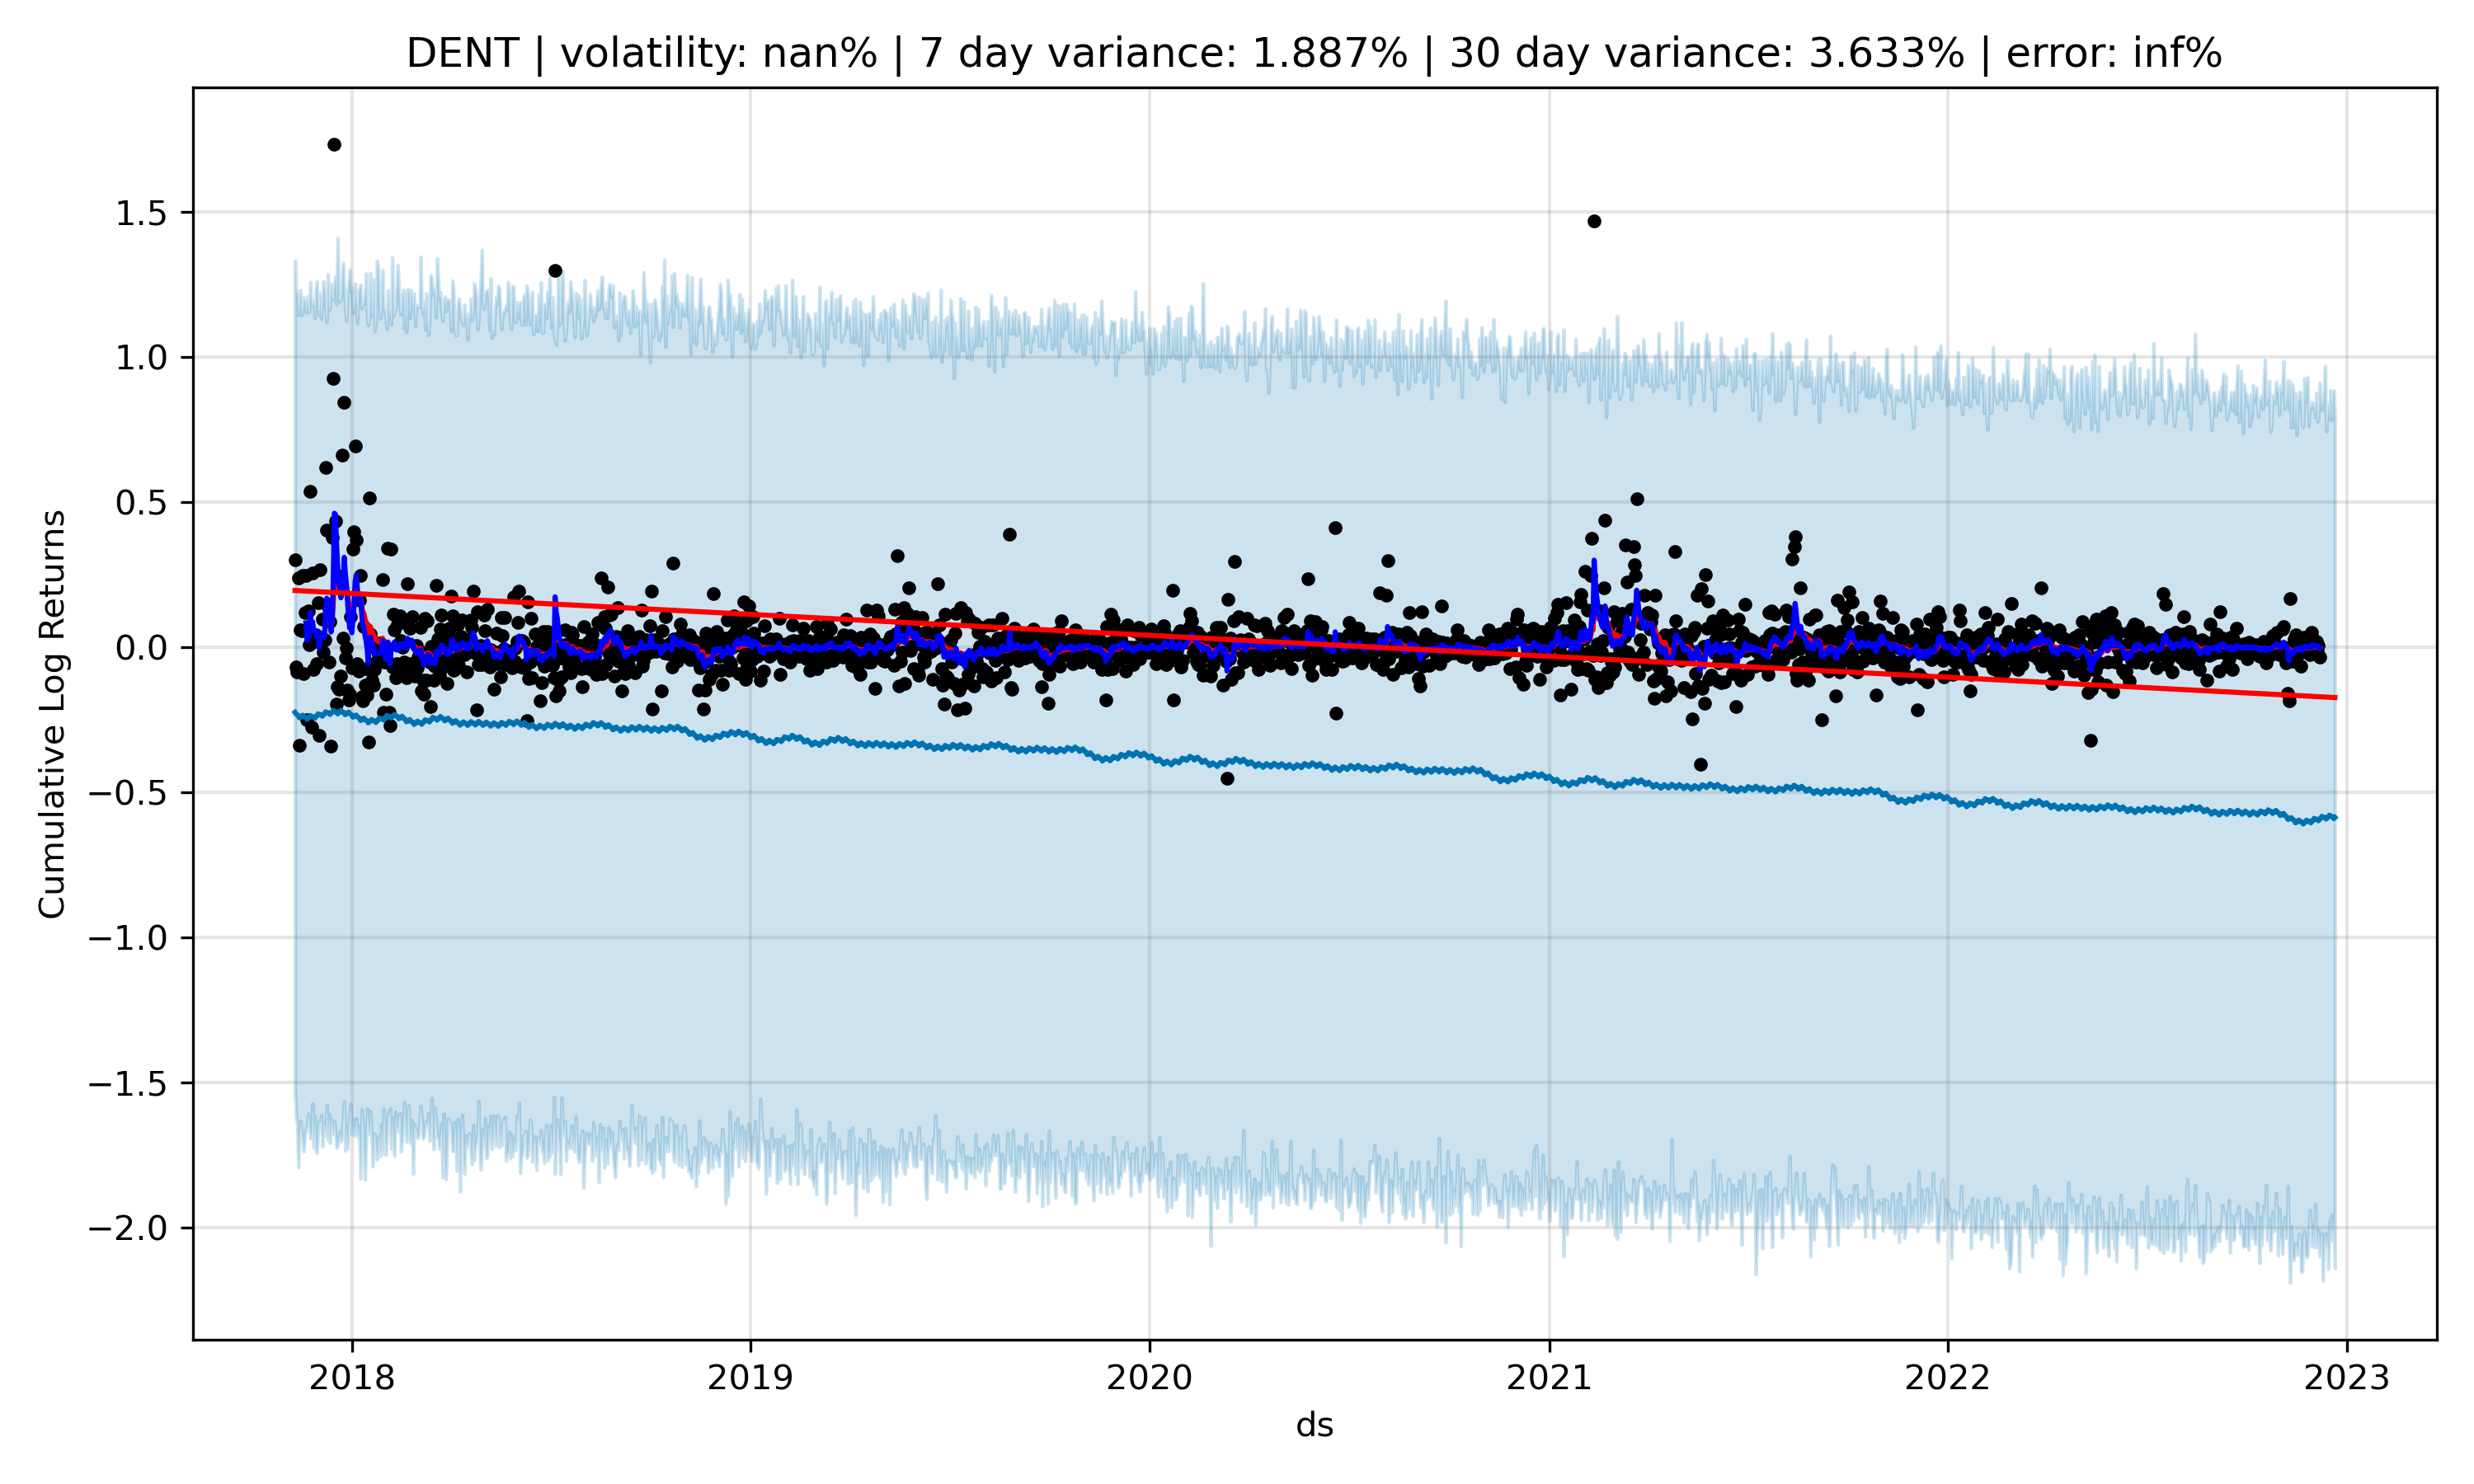 DENT | volatility: nan% | 7 day variance: 1.887% | 30 day variance: 3.633% | error: inf%
Cumulative Log Returns
1.5
1.0
0.5
0.0
−0.5
−1.0
−1.5
−2.0
2018 2019 2020 2021 2022 2023
ds